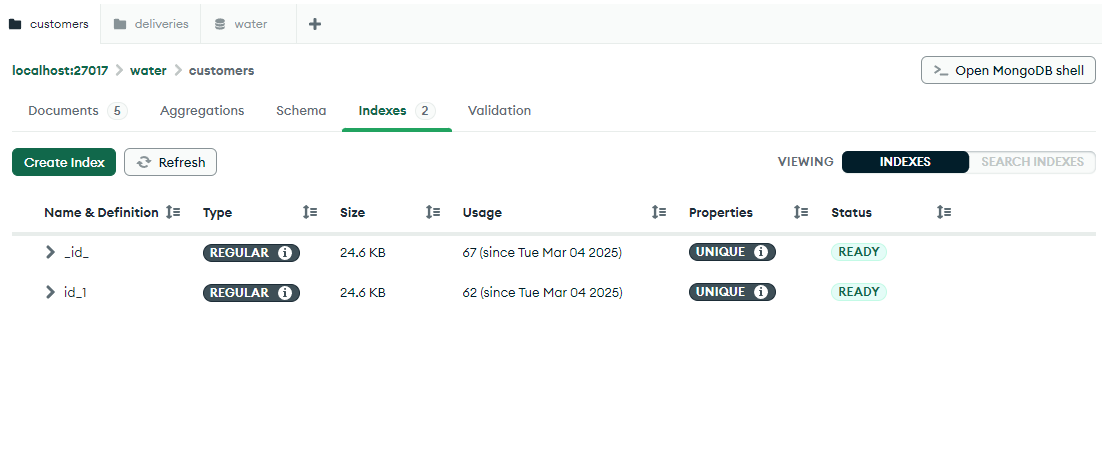 customers deliveries water
localhost:27017 water customers >_ Open MongoDB shell
Documents 5 Aggregations Schema Indexes 2 Validation
Create Index Refresh VIEWING INDEXES SEARCH INDEXES
Name & Definition Type Size Usage Properties Status
_id_ REGULAR 24.6 KB 67 (since Tue Mar 04 2025) UNIQUE READY
id_1 REGULAR 24.6 KB 62 (since Tue Mar 04 2025) UNIQUE READY